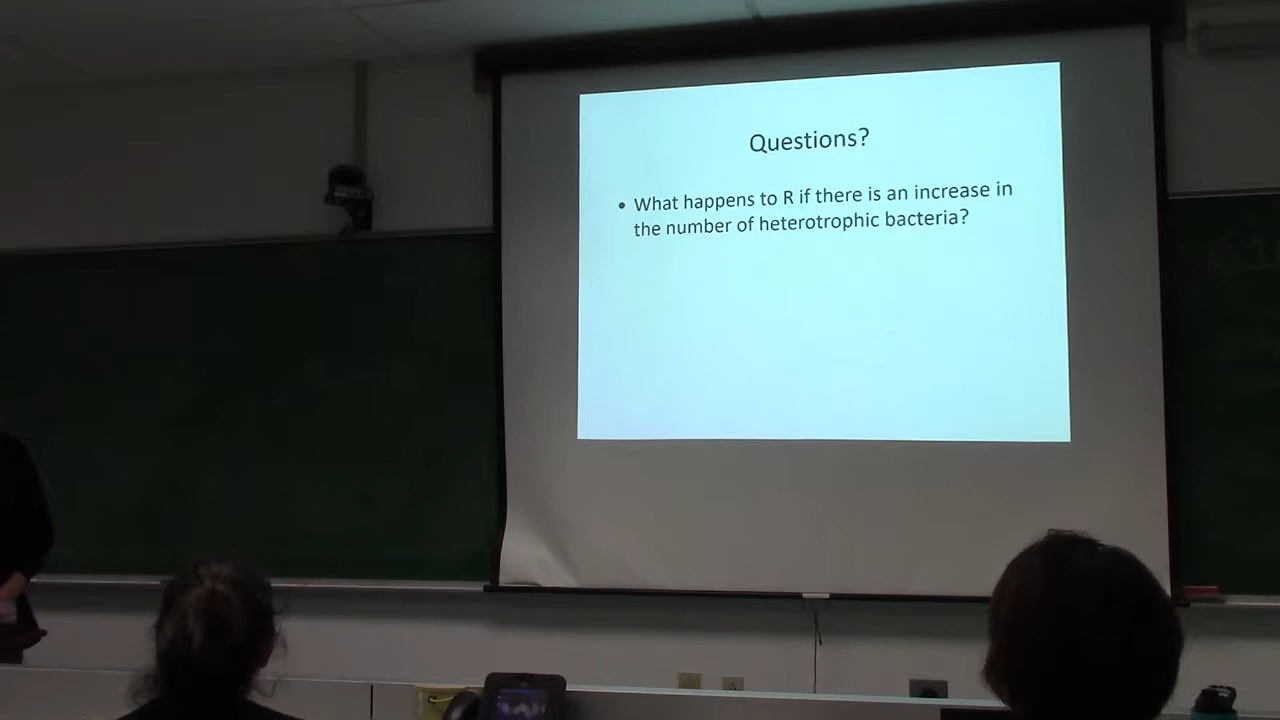 Questions?
• What happens to R if there is an increase in
the number of heterotrophic bacteria?